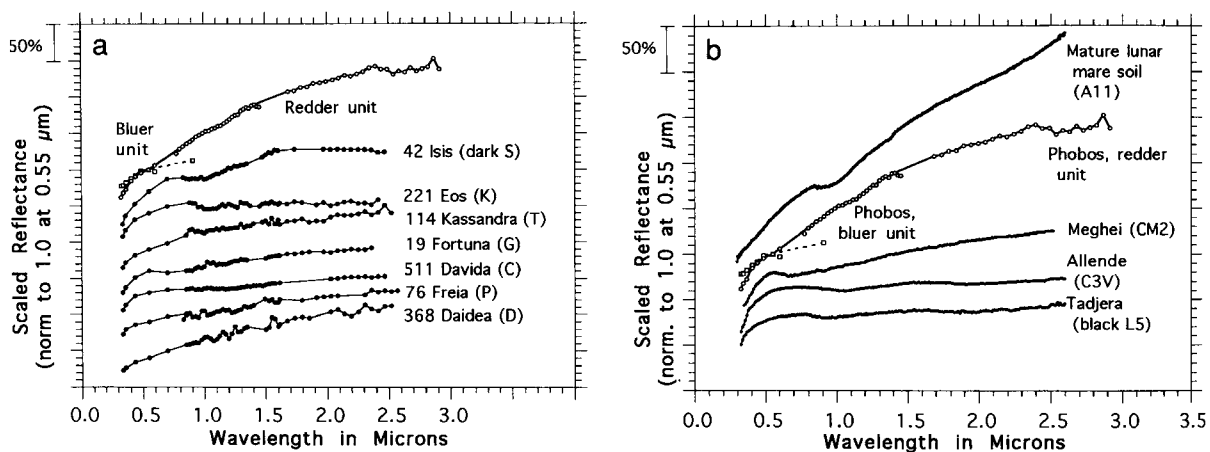 a
50%
Scaled Reflectance
(norm to 1.0 at 0.55 µm)
Redder unit
Bluer
unit
42 Isis (dark S)
221 Eos (K)
114 Kassandra (T)
19 Fortuna (G)
511 Davida (C)
76 Freia (P)
368 Daidea (D)
0.0 0.5 1.0 1.5 2.0 2.5 3.0
Wavelength in Microns
b
50%
Scaled Reflectance
(norm. to 1.0 at 0.55 µm)
Mature lunar
mare soil
(A11)
Phobos, redder
unit
Phobos,
bluer unit
Meghei (CM2)
Allende
(C3V)
Tadjera
(black L5)
0.0 0.5 1.0 1.5 2.0 2.5 3.0 3.5
Wavelength in Microns